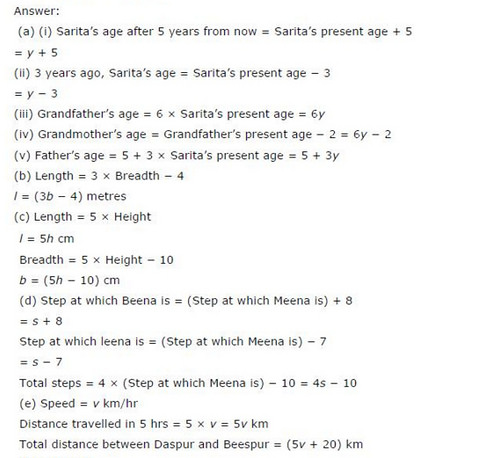 Answer:
(a) (i) Sarita's age after 5 years from now = Sarita's present age + 5
= y + 5
(ii) 3 years ago, Sarita's age = Sarita's present age − 3
= y − 3
(iii) Grandfather's age = 6 × Sarita's present age = 6y
(iv) Grandmother's age = Grandfather's present age − 2 = 6y − 2
(v) Father's age = 5 + 3 × Sarita's present age = 5 + 3y
(b) Length = 3 × Breadth − 4
l = (3b − 4) metres
(c) Length = 5 × Height
l = 5h cm
Breadth = 5 × Height − 10
b = (5h − 10) cm
(d) Step at which Beena is = (Step at which Meena is) + 8
= s + 8
Step at which leena is = (Step at which Meena is) − 7
= s − 7
Total steps = 4 × (Step at which Meena is) − 10 = 4s − 10
(e) Speed = v km/hr
Distance travelled in 5 hrs = 5 × v = 5v km
Total distance between Daspur and Beespur = (5v + 20) km